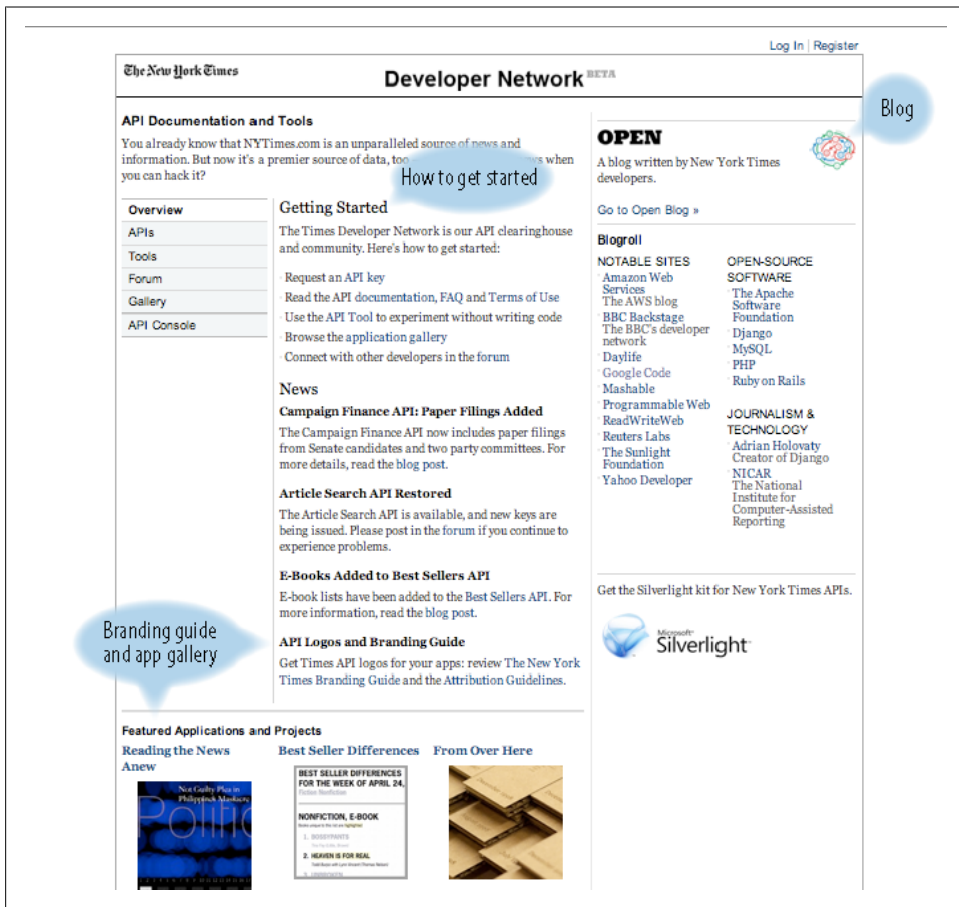 Log In | Register
The New York Times
Developer Network BETA
Blog
API Documentation and Tools
You already know that NYTimes.com is an unparalleled source of news and
information. But now it's a premier source of data, too when
you can hack it?
How to get started
Overview
APIs
Tools
Forum
Gallery
API Console
Getting Started
The Times Developer Network is our API clearinghouse
and community. Here's how to get started:
Request an API key
Read the API documentation, FAQ and Terms of Use
Use the API Tool to experiment without writing code
Browse the application gallery
Connect with other developers in the forum
News
Campaign Finance API: Paper Filings Added
The Campaign Finance API now includes paper filings
from Senate candidates and two party committees. For
more details, read the blog post.
Article Search API Restored
The Article Search API is available, and new keys are
being issued. Please post in the forum if you continue to
experience problems.
E-Books Added to Best Sellers API
E-book lists have been added to the Best Sellers API. For
more information, read the blog post.
API Logos and Branding Guide
Get Times API logos for your apps: review The New York
Times Branding Guide and the Attribution Guidelines.
Branding guide
and app gallery
OPEN
A blog written by New York Times
developers.
Go to Open Blog »
Blogroll
NOTABLE SITES
Amazon Web
Services
The AWS blog
BBC Backstage
The BBC's developer
network
Daylife
Google Code
Mashable
Programmable Web
ReadWriteWeb
Reuters Labs
The Sunlight
Foundation
Yahoo Developer
OPEN-SOURCE
SOFTWARE
The Apache
Software
Foundation
Django
MySQL
PHP
Ruby on Rails
JOURNALISM &
TECHNOLOGY
Adrian Holovaty
Creator of Django
NICAR
The National
Institute for
Computer-Assisted
Reporting
Get the Silverlight kit for New York Times APIs.
Microsoft®
Silverlight
Featured Applications and Projects
Reading the News
Anew
Not Guilty Plea in
Philippines Massacre
Politic
Best Seller Differences
BEST SELLER DIFFERENCES
FOR THE WEEK OF APRIL 24,
Fiction Nonfiction
NONFICTION, E-BOOK
1. BOSSYPANTS
2. HEAVEN IS FOR REAL
From Over Here